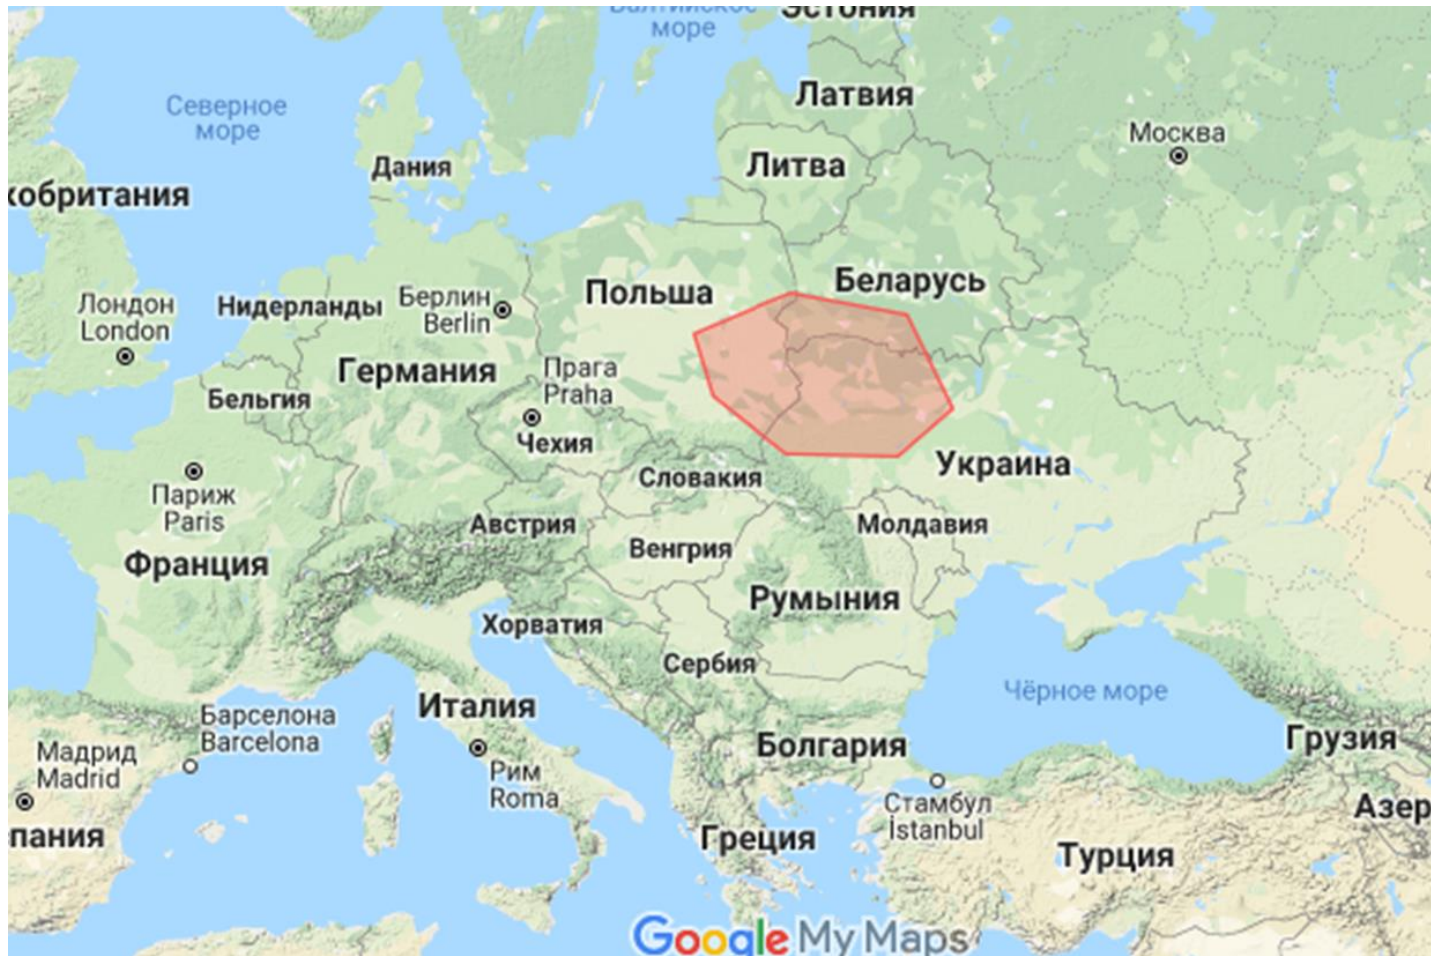 Балтийское
море
Эстония
Латвия
Северное
море
Москва
Дания
Литва
кобритания
Беларусь
Польша
Лондон
London
Нидерланды
Берлин
Berlin
Германия
Прага
Praha
Бельгия
Чехия
Украина
Словакия
Париж
Paris
Австрия
Молдавия
Венгрия
Франция
Румыния
Хорватия
Сербия
Чёрное море
Италия
Барселона
Barcelona
Болгария
Грузия
Мадрид
Madrid
Рим
Roma
Стамбул
İstanbul
Азер
пания
Греция
Турция
Google My Maps